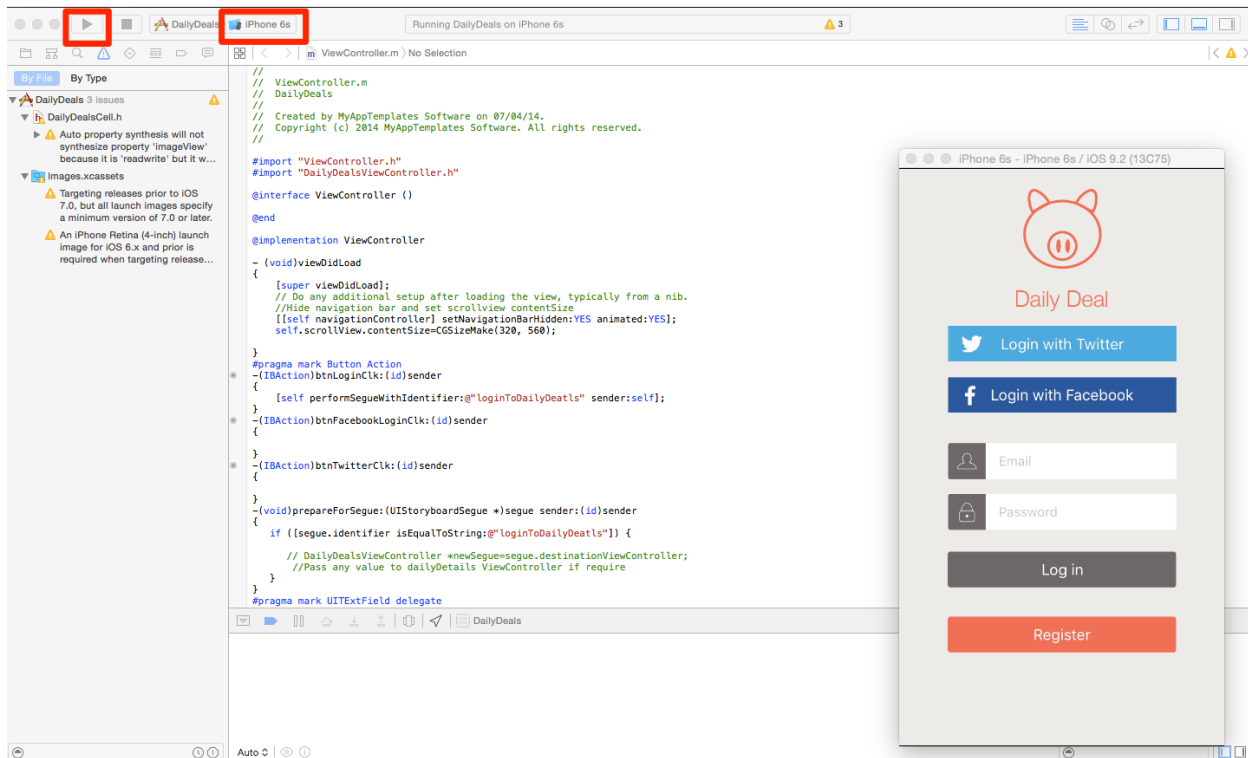 DailyDeals
iPhone 6s
Running DailyDeals on iPhone 6s
3
ViewController.m
No Selection
By File
By Type
DailyDeals 3 issues
DailyDealsCell.h
Auto property synthesis will not
synthesize property 'imageView'
because it is 'readwrite' but it w...
Images.xcassets
Targeting releases prior to iOS
7.0, but all launch images specify
a minimum version of 7.0 or later.
An iPhone Retina (4-inch) launch
image for iOS 6.x and prior is
required when targeting release...
//
// ViewController.m
// DailyDeals
//
// Created by MyAppTemplates Software on 07/04/14.
// Copyright (c) 2014 MyAppTemplates Software. All rights reserved.
//
#import "ViewController.h"
#import "DailyDealsViewController.h"
@interface ViewController ()
@end
@implementation ViewController
- (void)viewDidLoad
{
[super viewDidLoad];
// Do any additional setup after loading the view, typically from a nib.
//Hide navigation bar and set scrollview contentSize
[[self navigationController] setNavigationBarHidden:YES animated:YES];
self.scrollView.contentSize=CGSizeMake(320, 560);
}
#pragma mark Button Action
-(IBAction)btnLoginClk:(id)sender
{
[self performSegueWithIdentifier:@"loginToDailyDeatls" sender:self];
}
-(IBAction)btnFacebookLoginClk:(id)sender
{
}
-(IBAction)btnTwitterClk:(id)sender
{
}
-(void)prepareForSegue:(UIStoryboardSegue *)segue sender:(id)sender
{
if ([segue.identifier isEqualToString:@"loginToDailyDeatls"]) {
// DailyDealsViewController *newSegue=segue.destinationViewController;
//Pass any value to dailyDetails ViewController if require
}
}
#pragma mark UITExtField delegate
DailyDeals
Auto
iPhone 6s - iPhone 6s / iOS 9.2 (13C75)
Daily Deal
Login with Twitter
f Login with Facebook
Email
Password
Log in
Register